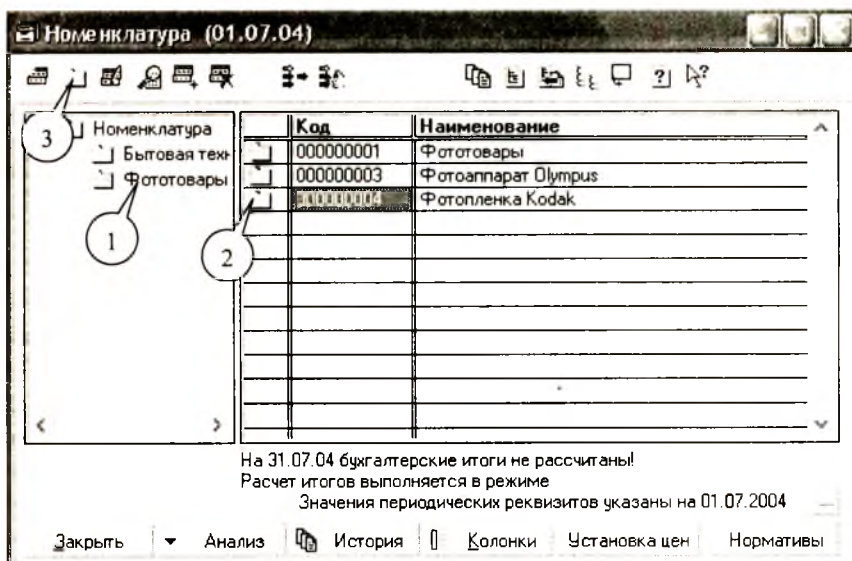 Номенклатура (01.07.04)
3
Номенклатура
Бытовая техн
Фототовары
1
2
Код Наименование
000000001 Фототовары
000000003 Фотоаппарат Olympus
000000004 Фотопленка Kodak
На 31.07.04 бухгалтерские итоги не рассчитаны!
Расчет итогов выполняется в режиме
Значения периодических реквизитов указаны на 01.07.2004
Закрыть Анализ История Колонки Установка цен Нормативы